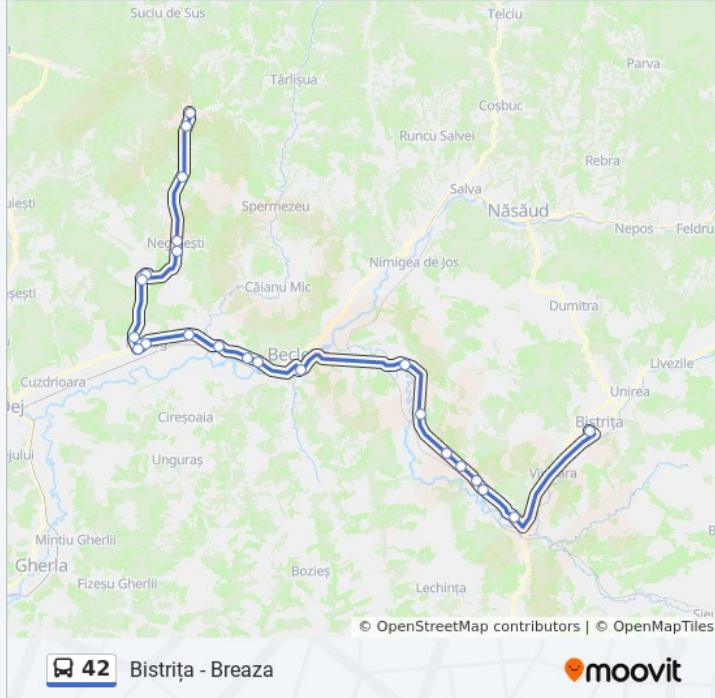 Suciu de Sus
Telciu
Parva
Târlișua
Coșbuc
Runcu Salvei
Rebra
Salva
Spermezeu
Năsăud
Nepos
Feldru
Nimigea de Jos
Căianu Mic
Dumitra
Livezile
Cuzdrioara
Unirea
Dej
Cireșoaia
Bistrița
Unguraș
Mintiu Gherlii
Gherla
Bozieș
Fizeșu Gherlii
Lechința
© OpenStreetMap contributors | © OpenMapTiles
42 Bistrița - Breaza
moovit